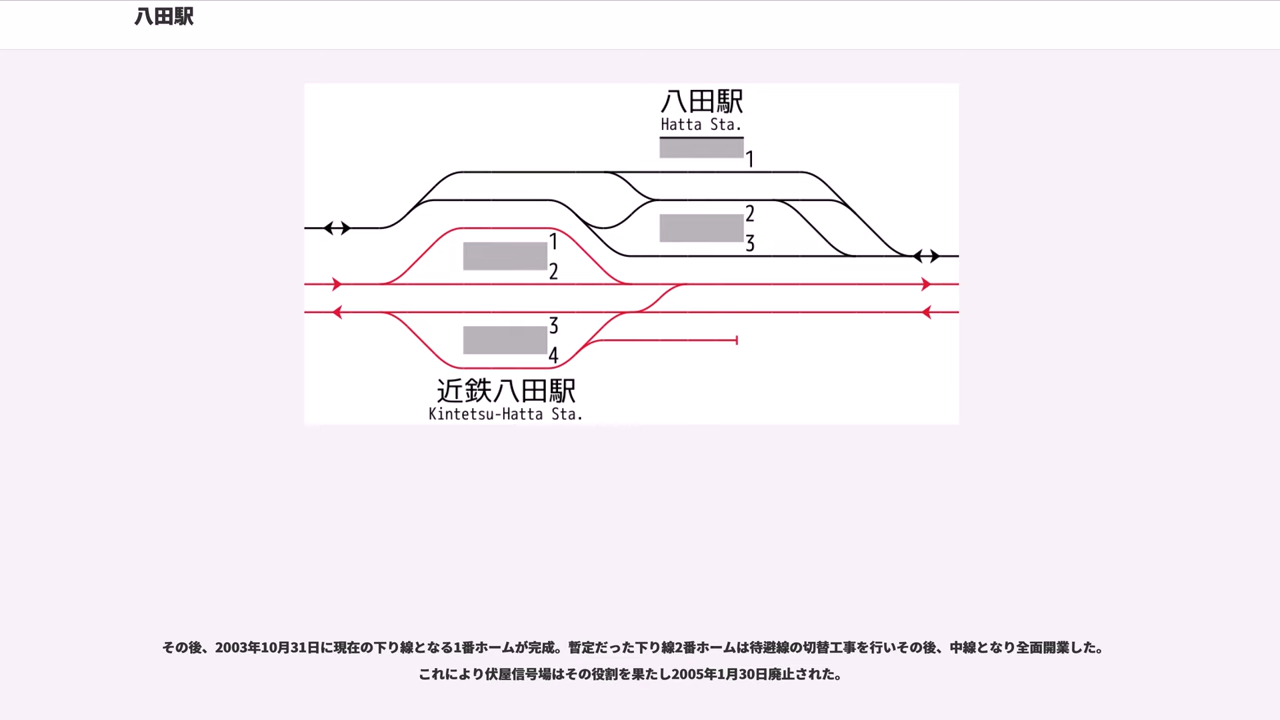 八田駅
八田駅
Hatta Sta.
1
2
3
1
2
3
4
近鉄八田駅
Kintetsu-Hatta Sta.
その後、2003年10月31日に現在の下り線となる1番ホームが完成。暫定だった下り線2番ホームは待避線の切替工事を行いその後、中線となり全面開業した。
これにより伏屋信号場はその役割を果たし2005年1月30日廃止された。